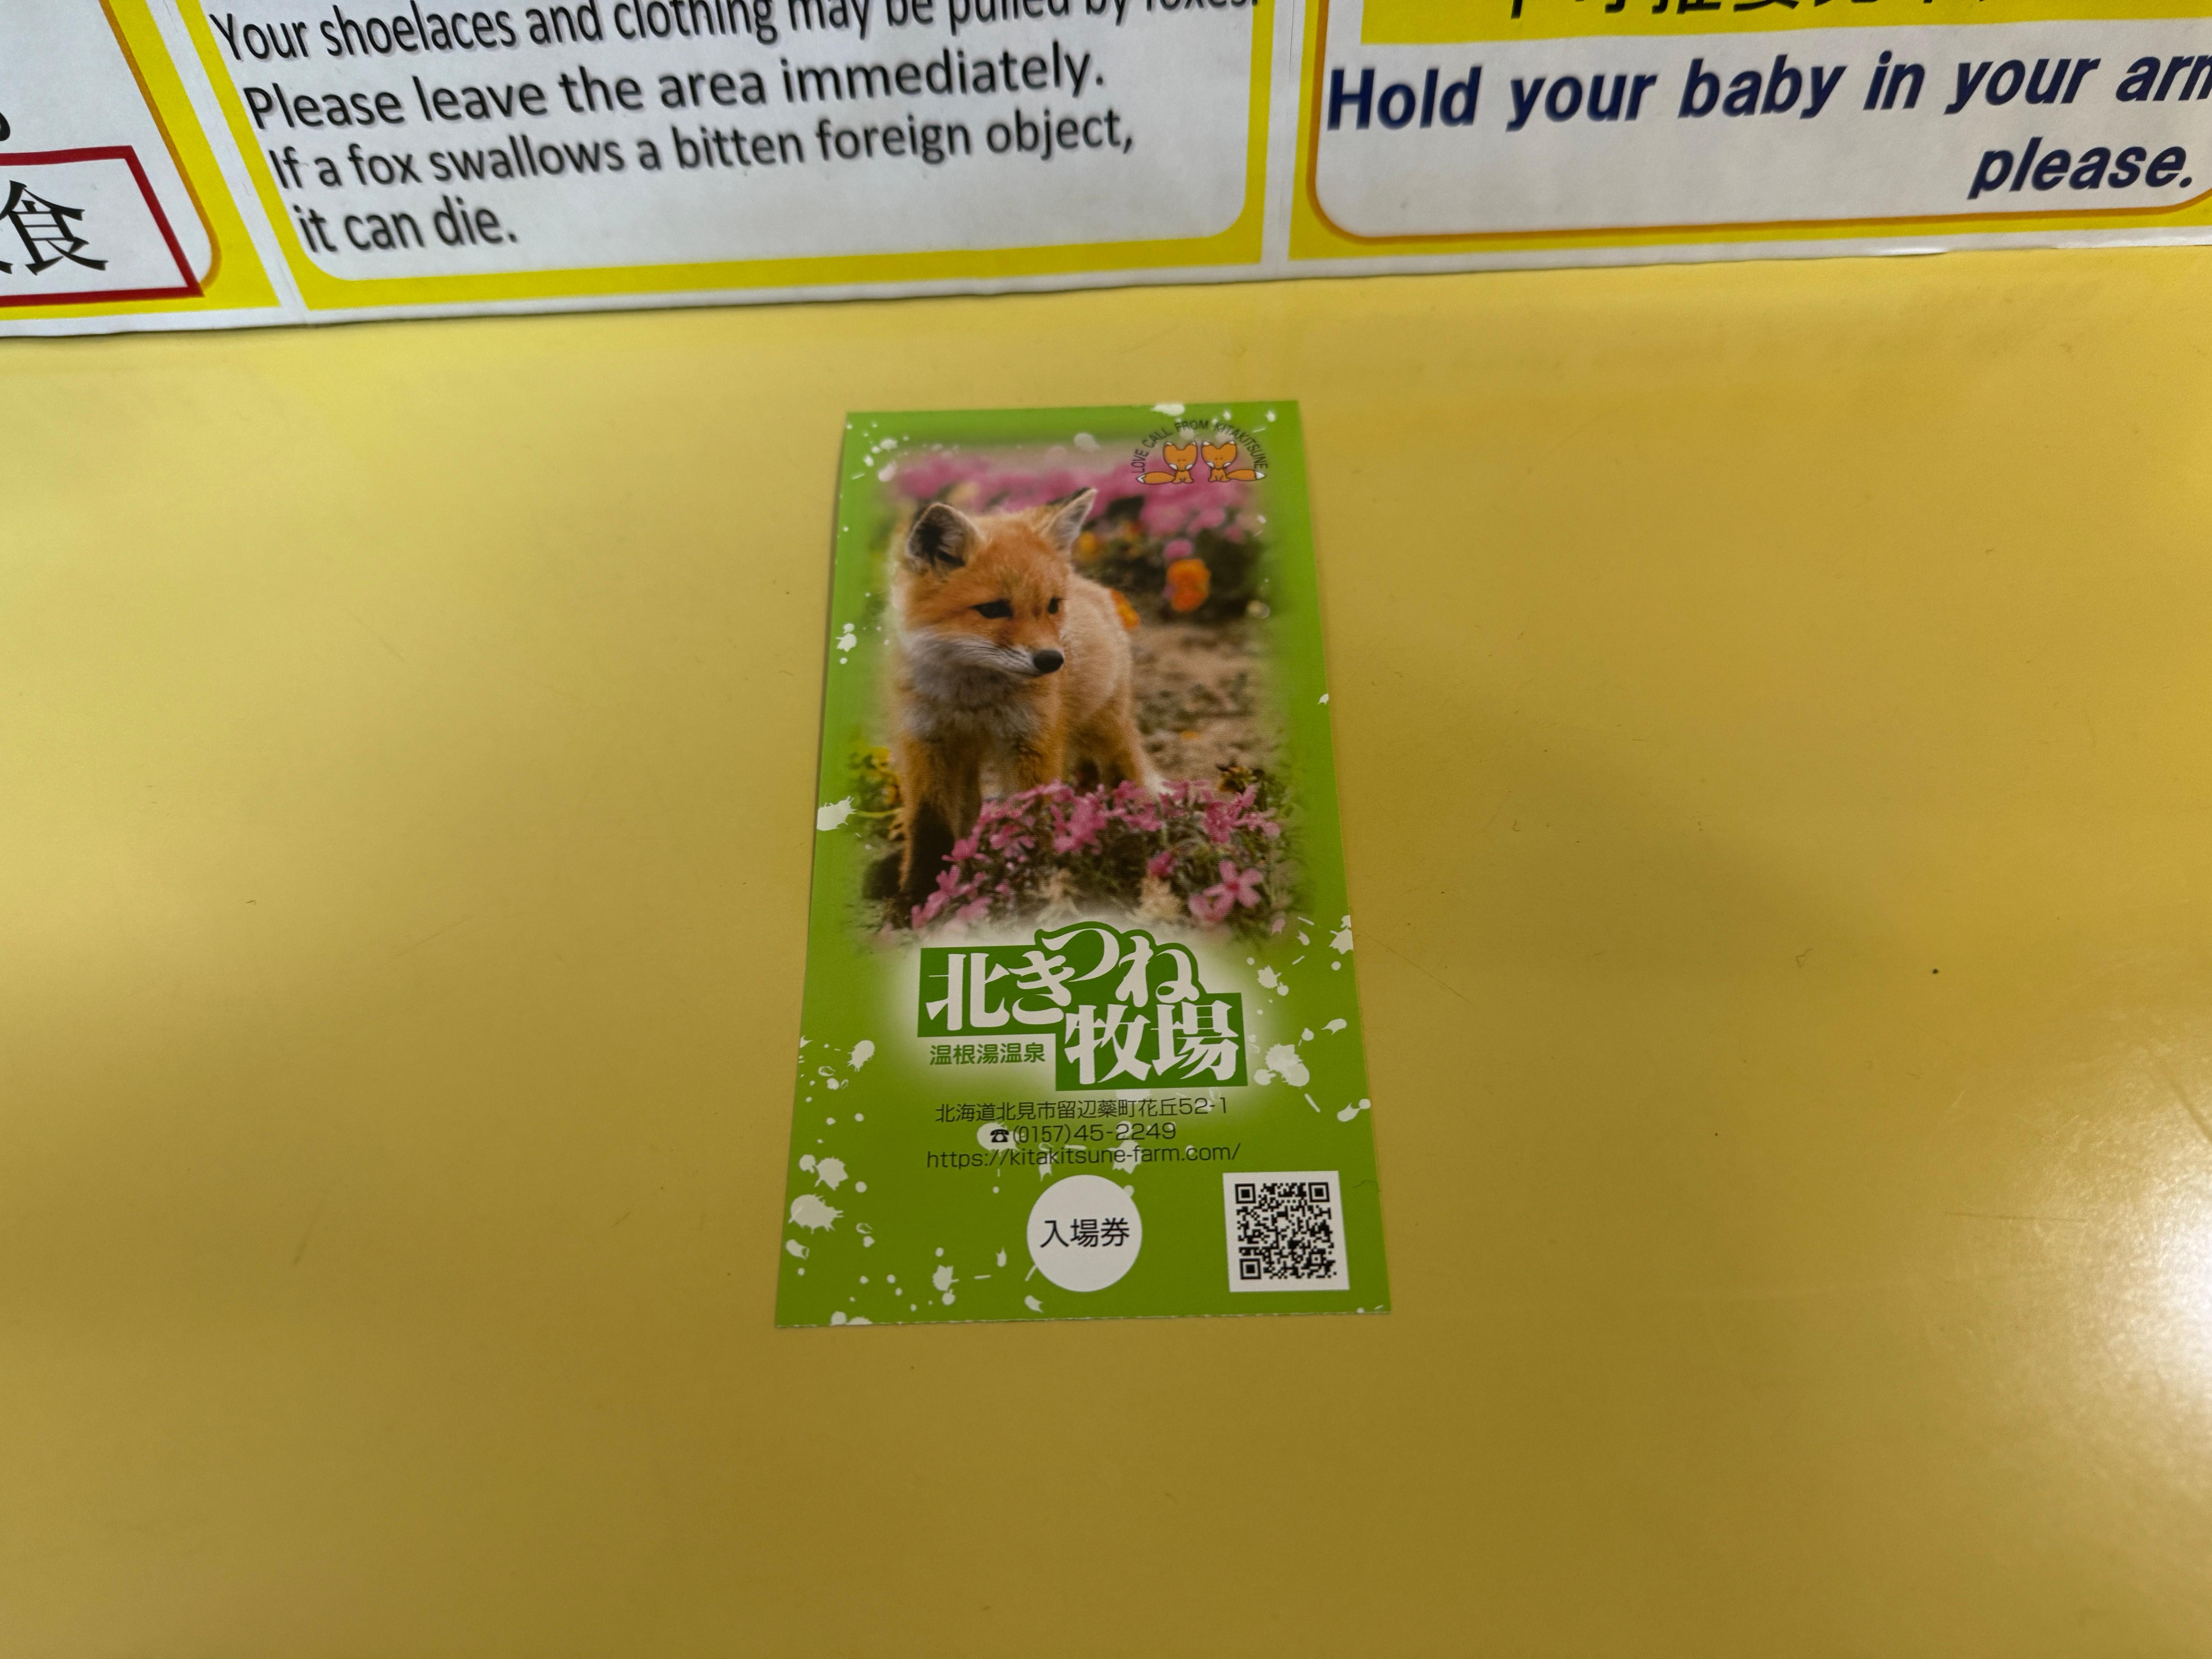 Your shoelaces and clothing may be pulled by foxes.
Please leave the area immediately.
If a fox swallows a bitten foreign object,
it can die.
食
Hold your baby in your arm
please.
LOVE CALL FROM KITAKITSUNE
北きつね
牧場
温根湯温泉
北海道北見市留辺蘂町花丘52-1
☎(0157)45-2249
https://kitakitsune-farm.com/
入場券